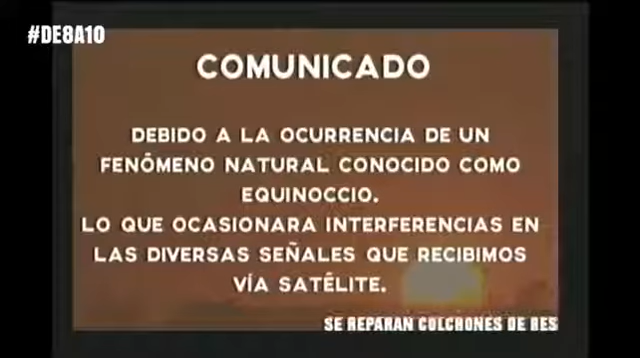 #DE8A10
COMUNICADO
DEBIDO A LA OCURRENCIA DE UN
FENÓMENO NATURAL CONOCIDO COMO
EQUINOCCIO.
LO QUE OCASIONARA INTERFERENCIAS EN
LAS DIVERSAS SEÑALES QUE RECIBIMOS
VÍA SATÉLITE.
SE REPARAN COLCHONES DE RES